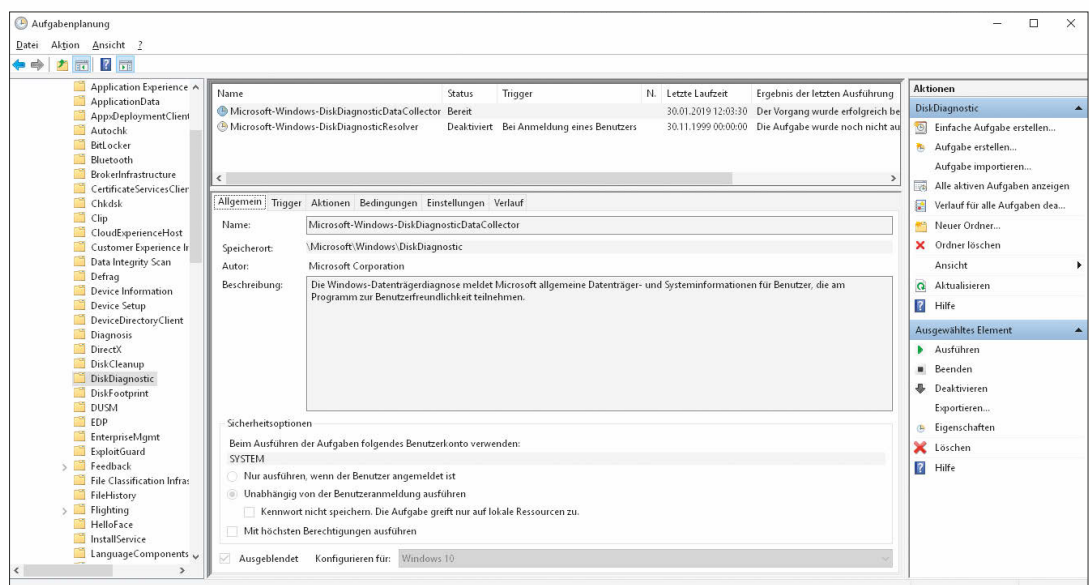 Aufgabenplanung
Datei Aktion Ansicht ?
Application Experience
ApplicationData
AppxDeploymentClient
Autochk
BitLocker
Bluetooth
BrokerInfrastructure
CertificateServicesClien
Chkdsk
Clip
CloudExperienceHost
Customer Experience Ir
Data Integrity Scan
Defrag
Device Information
Device Setup
DeviceDirectoryClient
Diagnosis
DirectX
DiskCleanup
DiskDiagnostic
DiskFootprint
DUSM
EDP
EnterpriseMgmt
ExploitGuard
Feedback
File Classification Infras
FileHistory
Flighting
HelloFace
InstallService
LanguageComponents
Name Status Trigger N. Letzte Laufzeit Ergebnis der letzten Ausführung
Microsoft-Windows-DiskDiagnosticDataCollector Bereit 30.01.2019 12:03:30 Der Vorgang wurde erfolgreich be
Microsoft-Windows-DiskDiagnosticResolver Deaktiviert Bei Anmeldung eines Benutzers 30.11.1999 00:00:00 Die Aufgabe wurde noch nicht au
Allgemein Trigger Aktionen Bedingungen Einstellungen Verlauf
Name: Microsoft-Windows-DiskDiagnosticDataCollector
Speicherort: \Microsoft\Windows\DiskDiagnostic
Autor: Microsoft Corporation
Beschreibung: Die Windows-Datenträgerdiagnose meldet Microsoft allgemeine Datenträger- und Systeminformationen für Benutzer, die am
Programm zur Benutzerfreundlichkeit teilnehmen.
Sicherheitsoptionen
Beim Ausführen der Aufgaben folgendes Benutzerkonto verwenden:
SYSTEM
Nur ausführen, wenn der Benutzer angemeldet ist
Unabhängig von der Benutzeranmeldung ausführen
Kennwort nicht speichern. Die Aufgabe greift nur auf lokale Ressourcen zu.
Mit höchsten Berechtigungen ausführen
Ausgeblendet Konfigurieren für: Windows 10
Aktionen
DiskDiagnostic
Einfache Aufgabe erstellen...
Aufgabe erstellen...
Aufgabe importieren...
Alle aktiven Aufgaben anzeigen
Verlauf für alle Aufgaben dea...
Neuer Ordner...
Ordner löschen
Ansicht
Aktualisieren
Hilfe
Ausgewähltes Element
Ausführen
Beenden
Deaktivieren
Exportieren...
Eigenschaften
Löschen
Hilfe